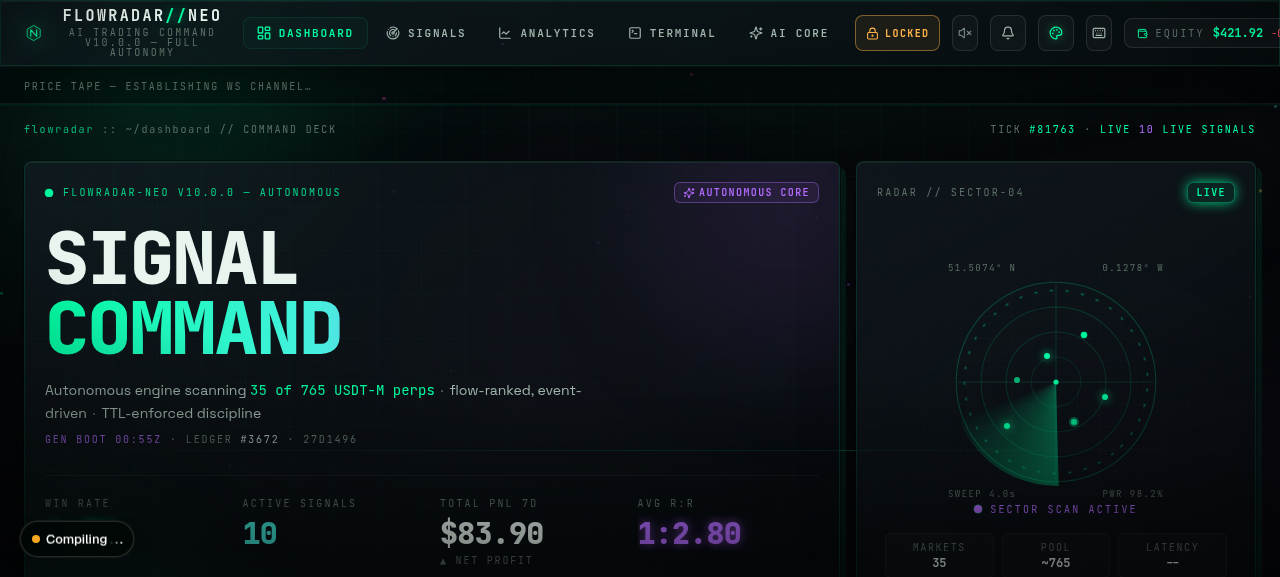 FLOWRADAR//NEO
AI TRADING COMMAND
V10.0.0 — FULL
AUTONOMY
DASHBOARD
SIGNALS
ANALYTICS
TERMINAL
AI CORE
LOCKED
EQUITY $421.92
PRICE TAPE — ESTABLISHING WS CHANNEL…
flowradar :: ~/dashboard // COMMAND DECK
TICK #81763 · LIVE 10 LIVE SIGNALS
FLOWRADAR-NEO V10.0.0 — AUTONOMOUS
AUTONOMOUS CORE
SIGNAL
COMMAND
Autonomous engine scanning 35 of 765 USDT-M perps · flow-ranked, event-
driven · TTL-enforced discipline
GEN BOOT 00:55Z · LEDGER #3672 · 27D1496
WIN RATE
ACTIVE SIGNALS
10
TOTAL PNL 7D
$83.90
▲ NET PROFIT
AVG R:R
1:2.80
Compiling ...
RADAR // SECTOR-04
LIVE
51.5074° N
0.1278° W
SWEEP 4.0s
PWR 98.2%
SECTOR SCAN ACTIVE
MARKETS
35
POOL
~765
LATENCY
——